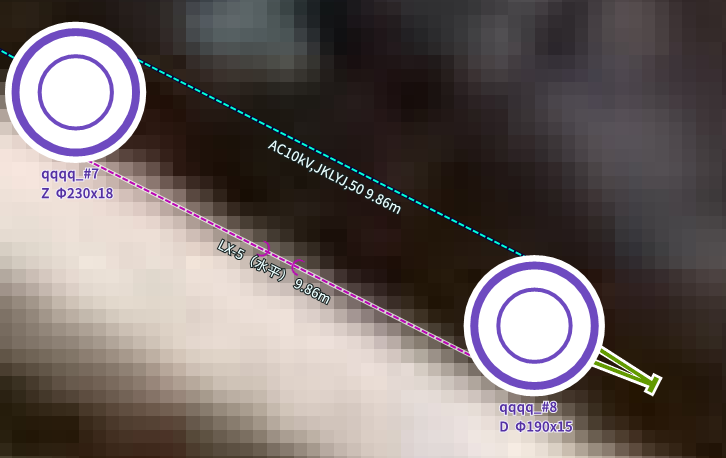 AC10kV,JKLYJ,50 9.86m
qqqq_#7
Z Φ230x18
LX-5（水平）9.86m
qqqq_#8
D Φ190x15